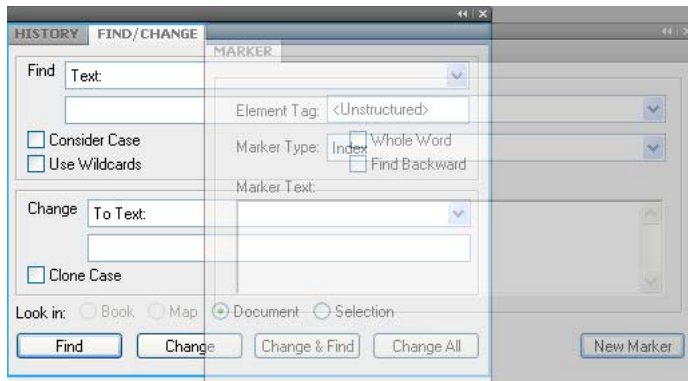 HISTORY FIND/CHANGE
MARKER
Find Text:
Element Tag: <Unstructured>
Consider Case
Whole Word
Marker Type: Index
Use Wildcards
Find Backward
Marker Text:
Change To Text:
Clone Case
Look in: Book Map Document Selection
Find Change Change & Find Change All New Marker